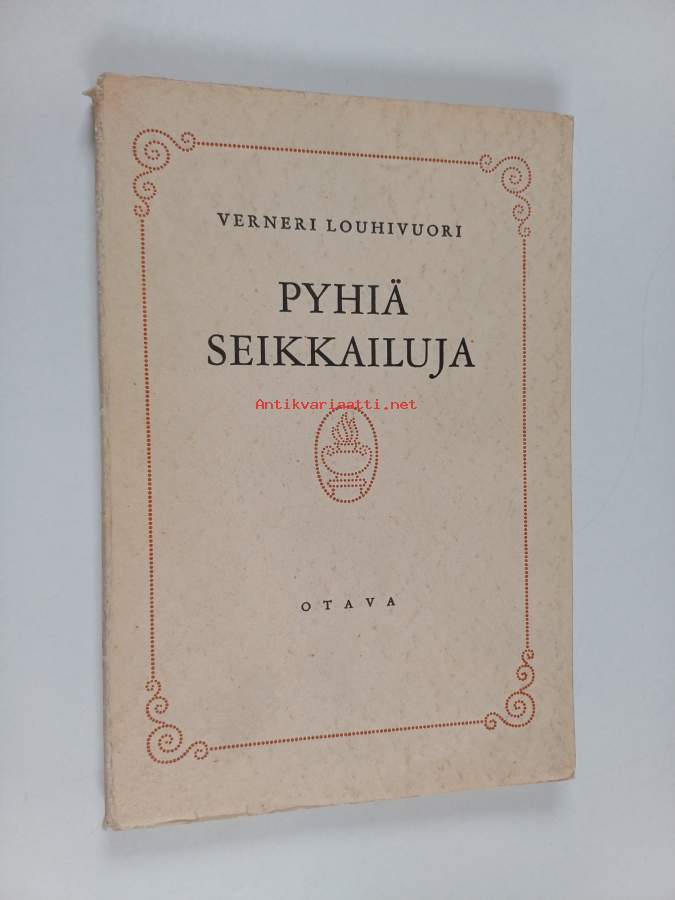 VERNERI LOUHIVUORI
PYHIÄ
SEIKKAILUJA
Antikvariaatti.net
OTAVA